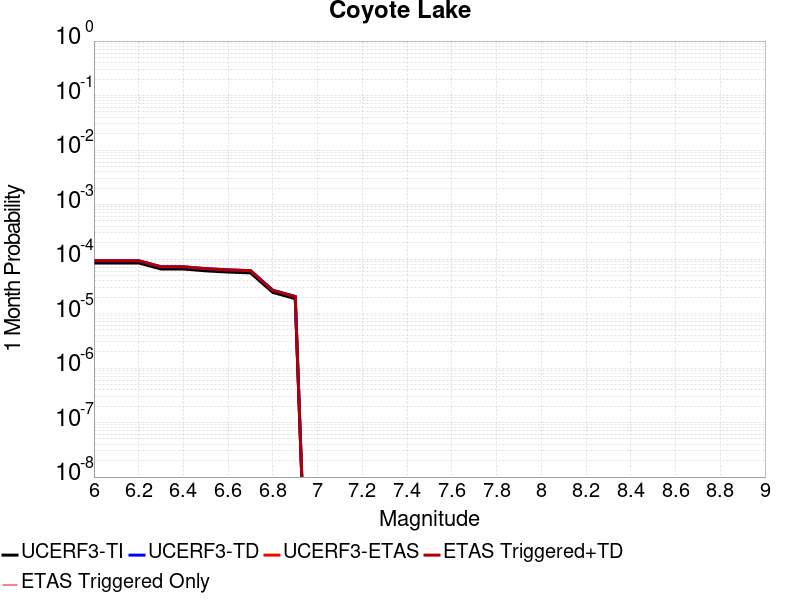 Coyote Lake
10^0
10^-1
10^-2
10^-3
10^-4
10^-5
10^-6
10^-7
10^-8
1 Month Probability
6 6.2 6.4 6.6 6.8 7 7.2 7.4 7.6 7.8 8 8.2 8.4 8.6 8.8 9
Magnitude
UCERF3-TI UCERF3-TD UCERF3-ETAS ETAS Triggered+TD
ETAS Triggered Only